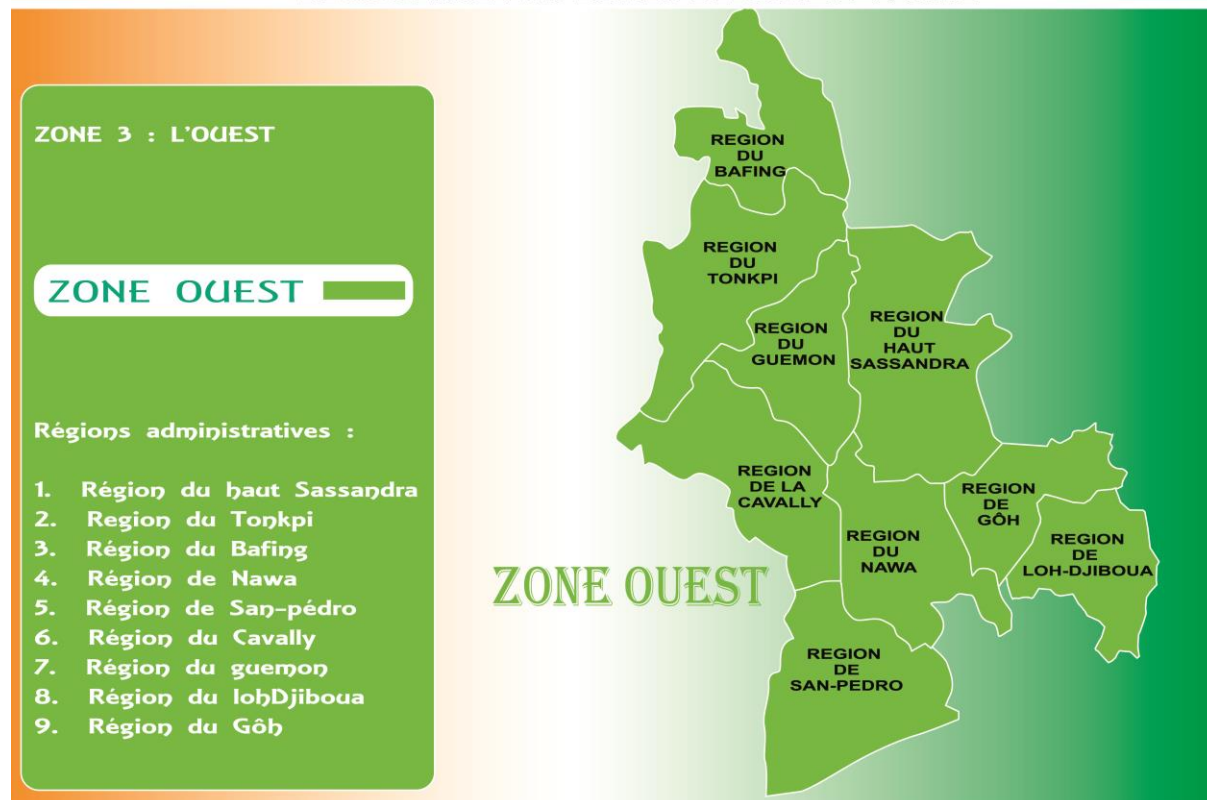 ZONE 3 : L'OUEST
ZONE OUEST
Régions administratives :
1. Région du haut Sassandra
2. Region du Tonkpi
3. Région du Bafing
4. Région de Nawa
5. Région de San-pédro
6. Région du Cavally
7. Région du guemon
8. Région du lohDjiboua
9. Région du Gôh
ZONE OUEST
REGION
DU
BAFING
REGION
DU
TONKPI
REGION
DU
GUEMON
REGION
DU
HAUT
SASSANDRA
REGION
DE LA
CAVALLY
REGION
DU
NAWA
REGION
DE
GÔH
REGION
DE
LOH-DJIBOUA
REGION
DE
SAN-PEDRO